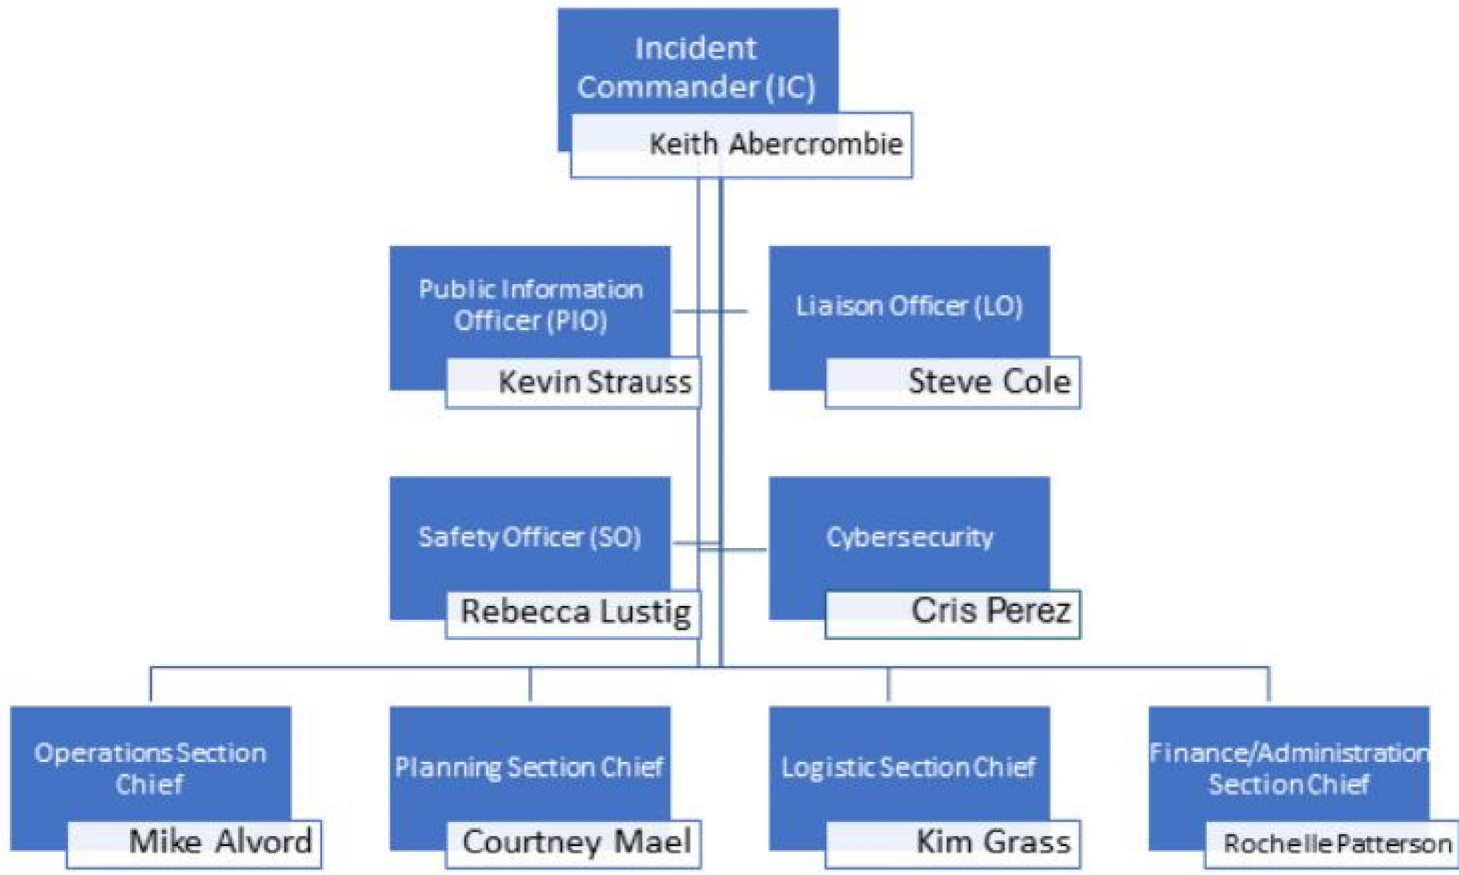 Incident
Commander (IC)
Keith Abercrombie
Public Information
Officer (PIO)
Kevin Strauss
Liaison Officer (LO)
Steve Cole
Safety Officer (SO)
Rebecca Lustig
Cybersecurity
Cris Perez
Operations Section
Chief
Mike Alvord
Planning Section Chief
Courtney Mael
Logistic Section Chief
Kim Grass
Finance/Administration
Section Chief
Rochelle Patterson